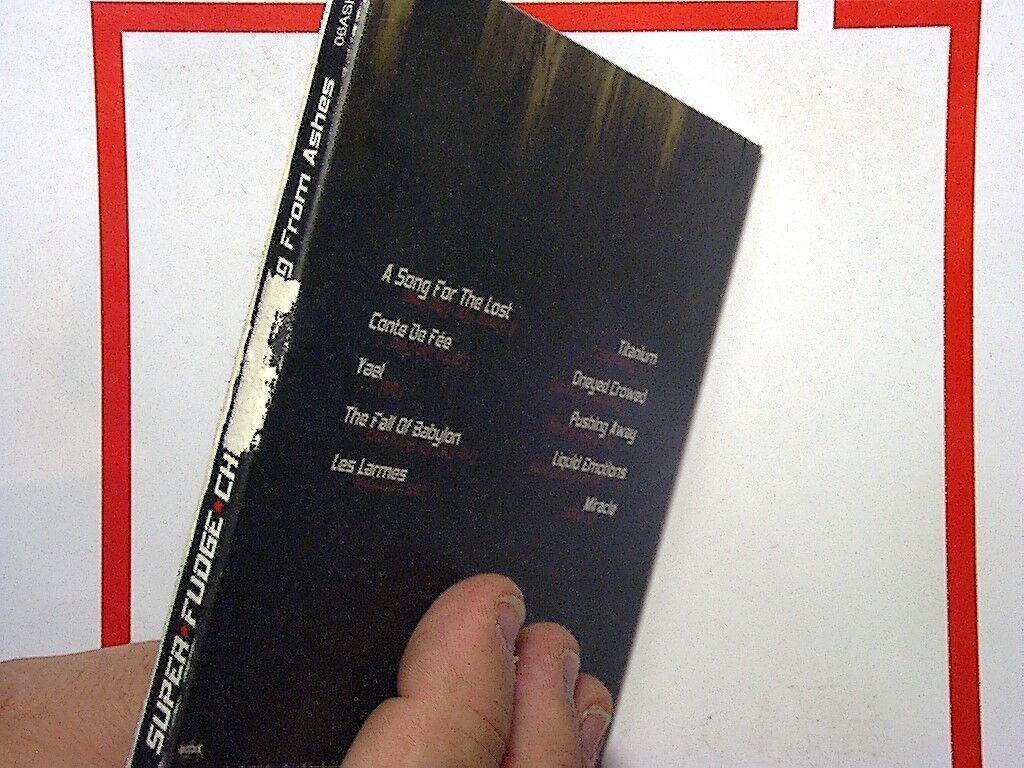 SUPER★FUDGE★CH
g From Ashes
A Song For The Lost
Conte De Fée
Yael
The Fall Of Babylon
Les Larmes
Titanium
Oneyed Crowed
Pushing Away
Liquid Emotions
Miracle